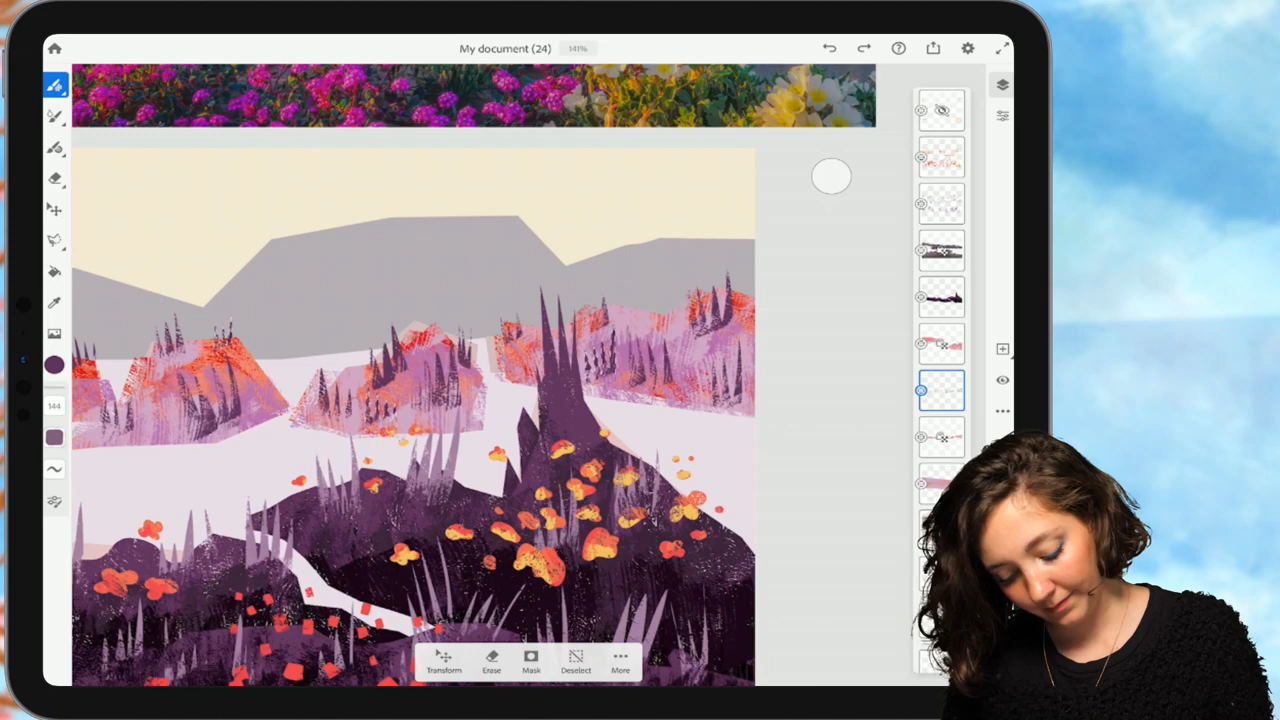 My document (24)
141%
144
Transform
Erase
Mask
Deselect
More